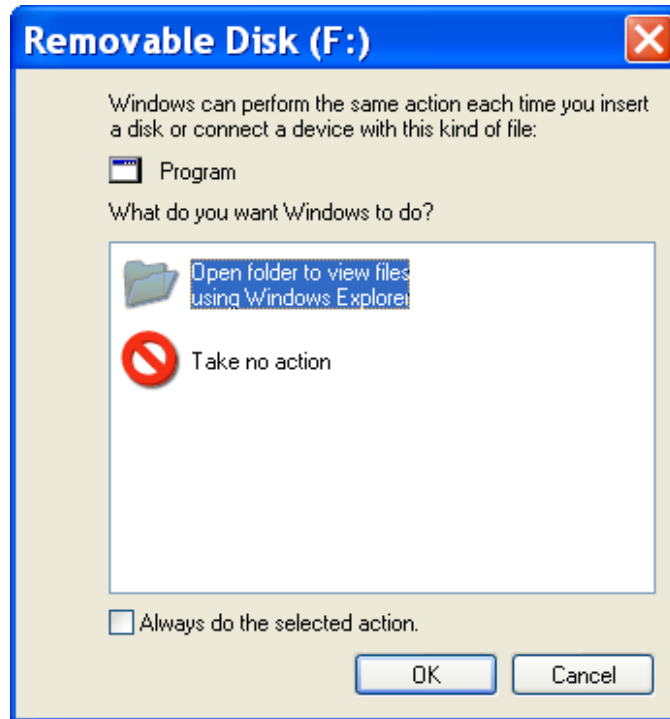 Removable Disk (F:)
Windows can perform the same action each time you insert
a disk or connect a device with this kind of file:
Program
What do you want Windows to do?
Open folder to view files
using Windows Explorer
Take no action
Always do the selected action.
OK
Cancel